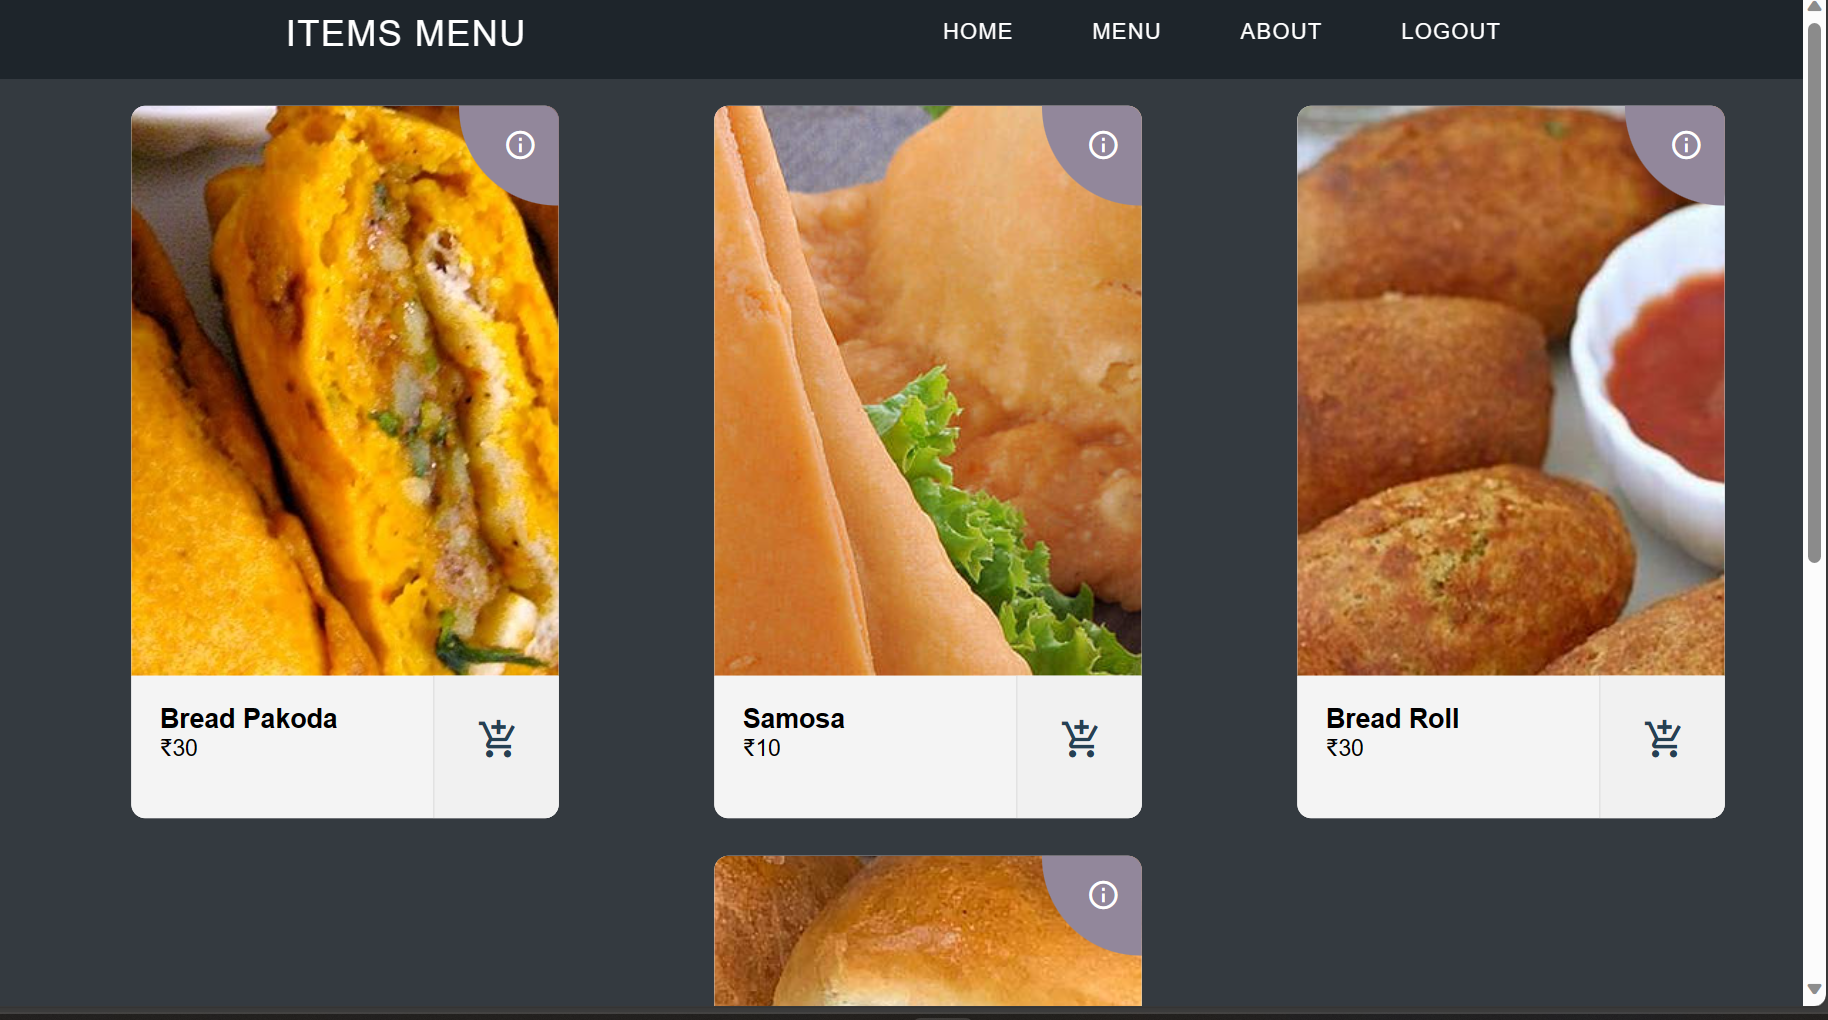 ITEMS MENU
HOME MENU ABOUT LOGOUT
Bread Pakoda
₹30
Samosa
₹10
Bread Roll
₹30